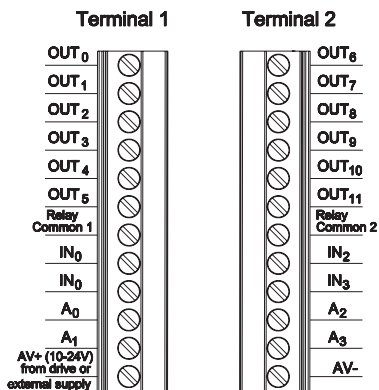 Terminal 1
OUT0
OUT1
OUT2
OUT3
OUT4
OUT5
Relay
Common 1
IN0
IN0
A0
A1
AV+ (10-24V)
from drive or
external supply
Terminal 2
OUT6
OUT7
OUT8
OUT9
OUT10
OUT11
Relay
Common 2
IN2
IN3
A2
A3
AV-